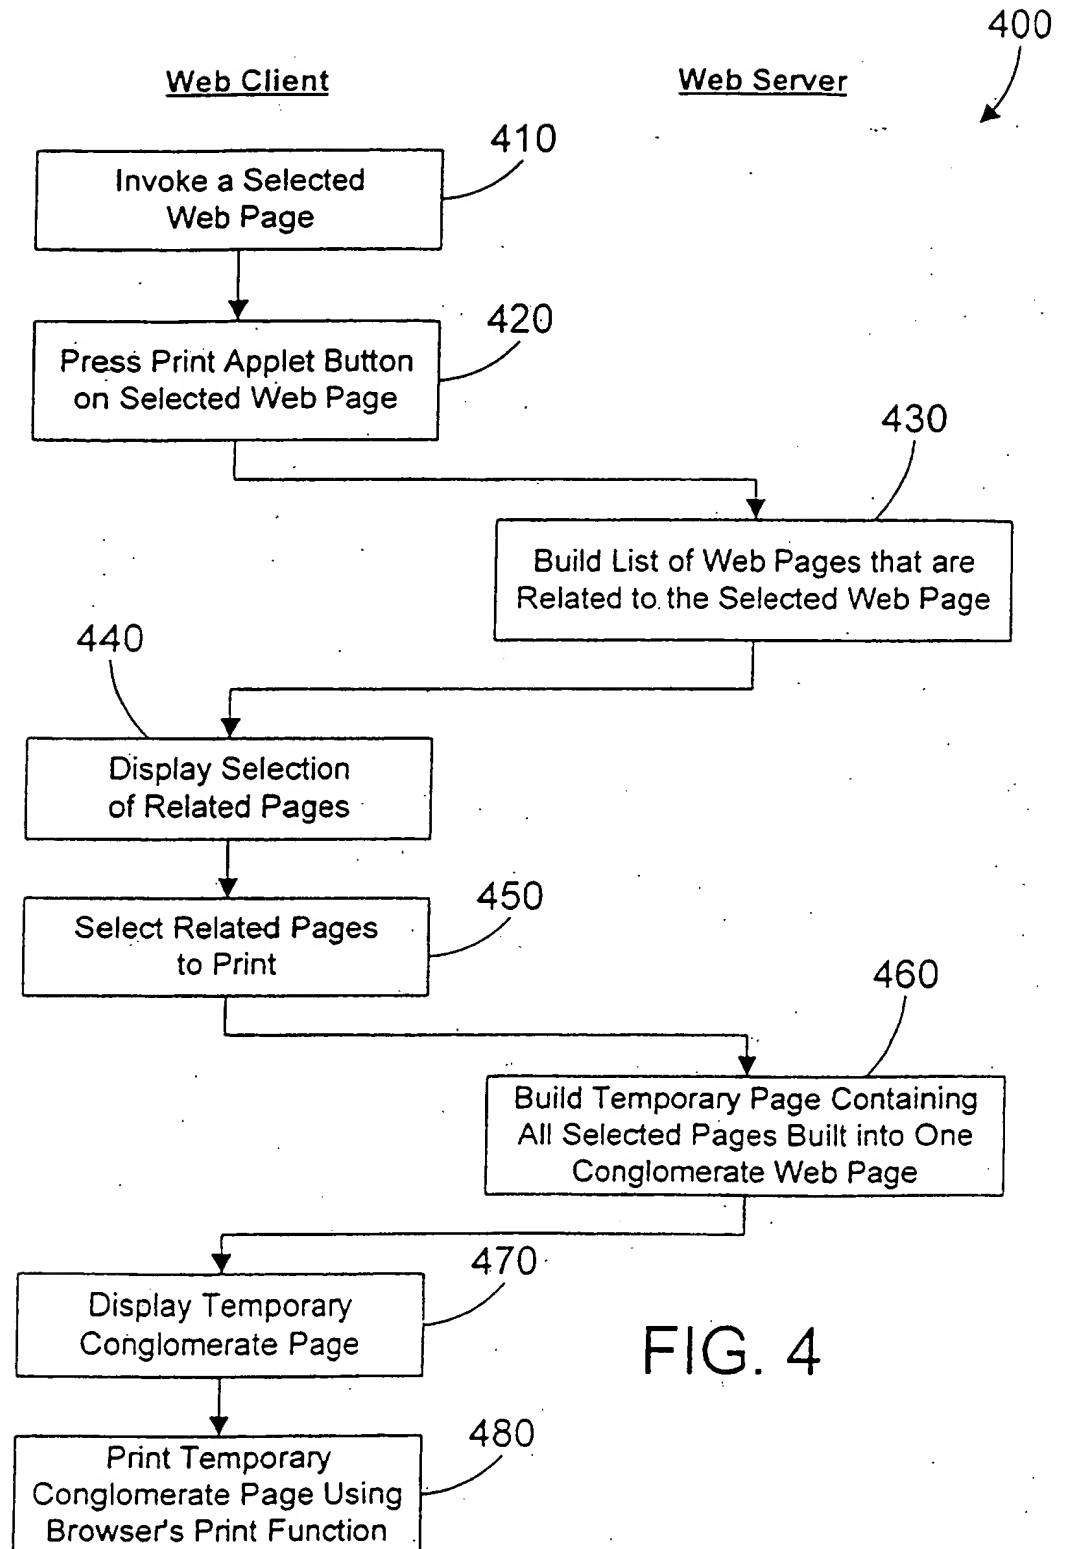 400
Web Client
Web Server
410
Invoke a Selected
Web Page
420
Press Print Applet Button
on Selected Web Page
430
Build List of Web Pages that are
Related to the Selected Web Page
440
Display Selection
of Related Pages
450
Select Related Pages
to Print
460
Build Temporary Page Containing
All Selected Pages Built into One
Conglomerate Web Page
470
Display Temporary
Conglomerate Page
FIG. 4
480
Print Temporary
Conglomerate Page Using
Browser's Print Function